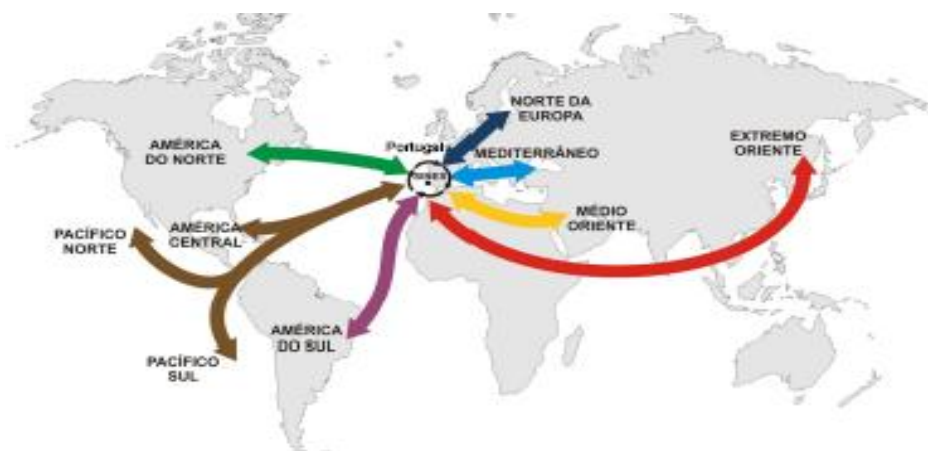 NORTE DA
EUROPA
AMÉRICA
DO NORTE
Portugal
SINES
MEDITERRÂNEO
EXTREMO
ORIENTE
PACÍFICO
NORTE
AMÉRICA
CENTRAL
MÉDIO
ORIENTE
AMÉRICA
DO SUL
PACÍFICO
SUL